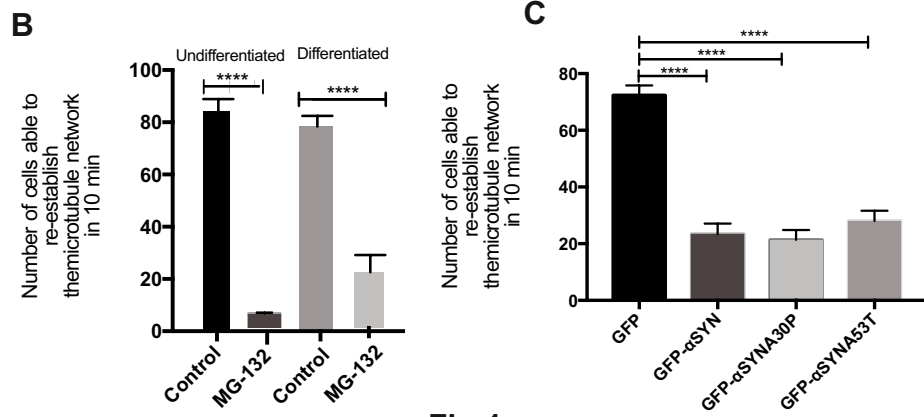 B
Undifferentiated Differentiated
**** ****
Number of cells able to
re-establish
themicrotubule network
in 10 min
100
80
60
40
20
0
Control
MG-132
Control
MG-132
C
****
****
****
Number of cells able to
re-establish
themicrotubule network
in 10 min
80
60
40
20
0
GFP
GFP-αSYN
GFP-αSYNA30P
GFP-αSYNA53T